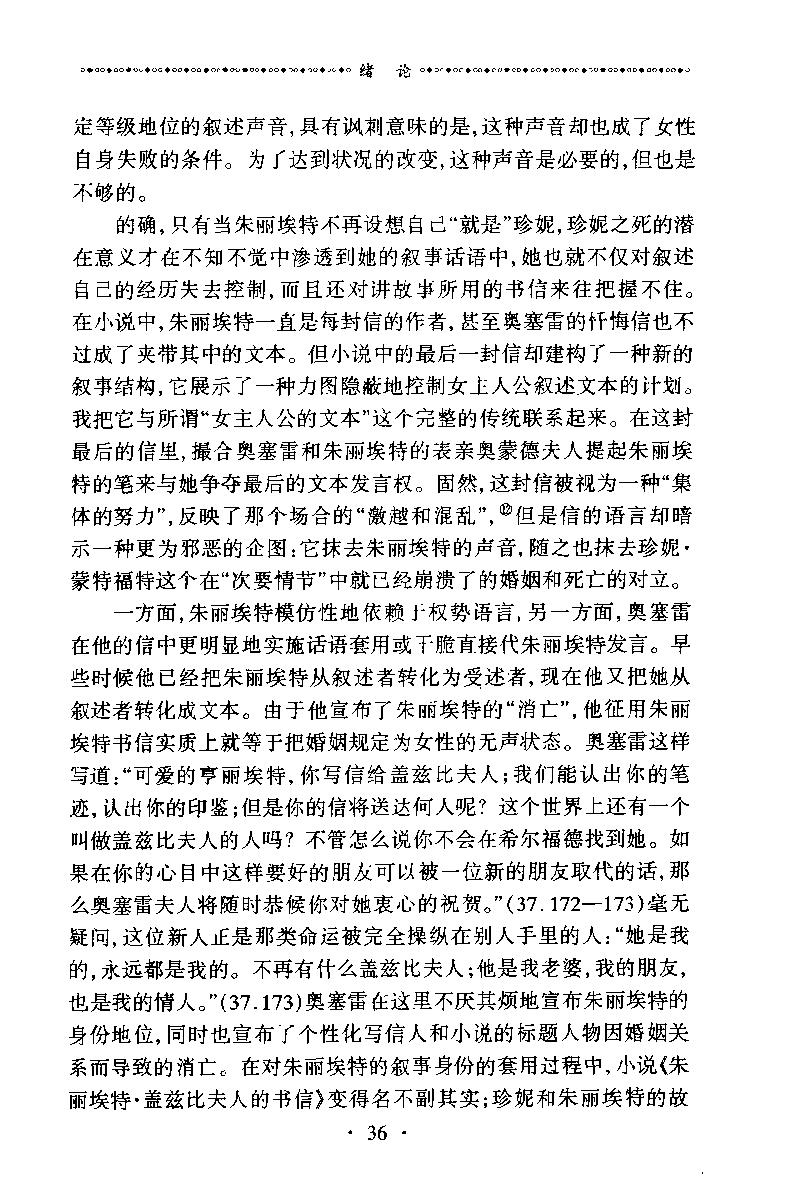 绪 论
定等级地位的叙述声音,具有讽刺意味的是,这种声音却也成了女性
自身失败的条件。为了达到状况的改变,这种声音是必要的,但也是
不够的。
的确,只有当朱丽埃特不再设想自己“就是”珍妮,珍妮之死的潜
在意义才在不知不觉中渗透到她的叙事话语中,她也就不仅对叙述
自己的经历失去控制,而且还对讲故事所用的书信来往把握不住。
在小说中,朱丽埃特一直是每封信的作者,甚至奥塞雷的忏悔信也不
过成了夹带其中的文本。但小说中的最后一封信却建构了一种新的
叙事结构,它展示了一种力图隐蔽地控制女主人公叙述文本的计划。
我把它与所谓“女主人公的文本”这个完整的传统联系起来。在这封
最后的信里,撮合奥塞雷和朱丽埃特的表亲奥蒙德夫人提起朱丽埃
特的笔来与她争夺最后的文本发言权。固然,这封信被视为一种“集
体的努力”,反映了那个场合的“激越和混乱”,⑫但是信的语言却暗
示一种更为邪恶的企图:它抹去朱丽埃特的声音,随之也抹去珍妮·
蒙特福特这个在“次要情节”中就已经崩溃了的婚姻和死亡的对立。
一方面,朱丽埃特模仿性地依赖于权势语言,另一方面,奥塞雷
在他的信中更明显地实施话语套用或干脆直接代朱丽埃特发言。早
些时候他已经把朱丽埃特从叙述者转化为受述者,现在他又把她从
叙述者转化成文本。由于他宣布了朱丽埃特的“消亡”,他征用朱丽
埃特书信实质上就等于把婚姻规定为女性的无声状态。奥塞雷这样
写道:“可爱的亨丽埃特,你写信给盖兹比夫人;我们能认出你的笔
迹,认出你的印鉴;但是你的信将送达何人呢?这个世界上还有一个
叫做盖兹比夫人的人吗?不管怎么说你不会在希尔福德找到她。如
果在你的心目中这样要好的朋友可以被一位新的朋友取代的话,那
么奥塞雷夫人将随时恭候你对她衷心的祝贺。”(37.172—173)毫无
疑问,这位新人正是那类命运被完全操纵在别人手里的人:“她是我
的,永远都是我的。不再有什么盖兹比夫人;他是我老婆,我的朋友,
也是我的情人。”(37.173)奥塞雷在这里不厌其烦地宣布朱丽埃特的
身份地位,同时也宣布了个性化写信人和小说的标题人物因婚姻关
系而导致的消亡。在对朱丽埃特的叙事身份的套用过程中,小说《朱
丽埃特·盖兹比夫人的书信》变得名不副其实;珍妮和朱丽埃特的故
· 36 ·